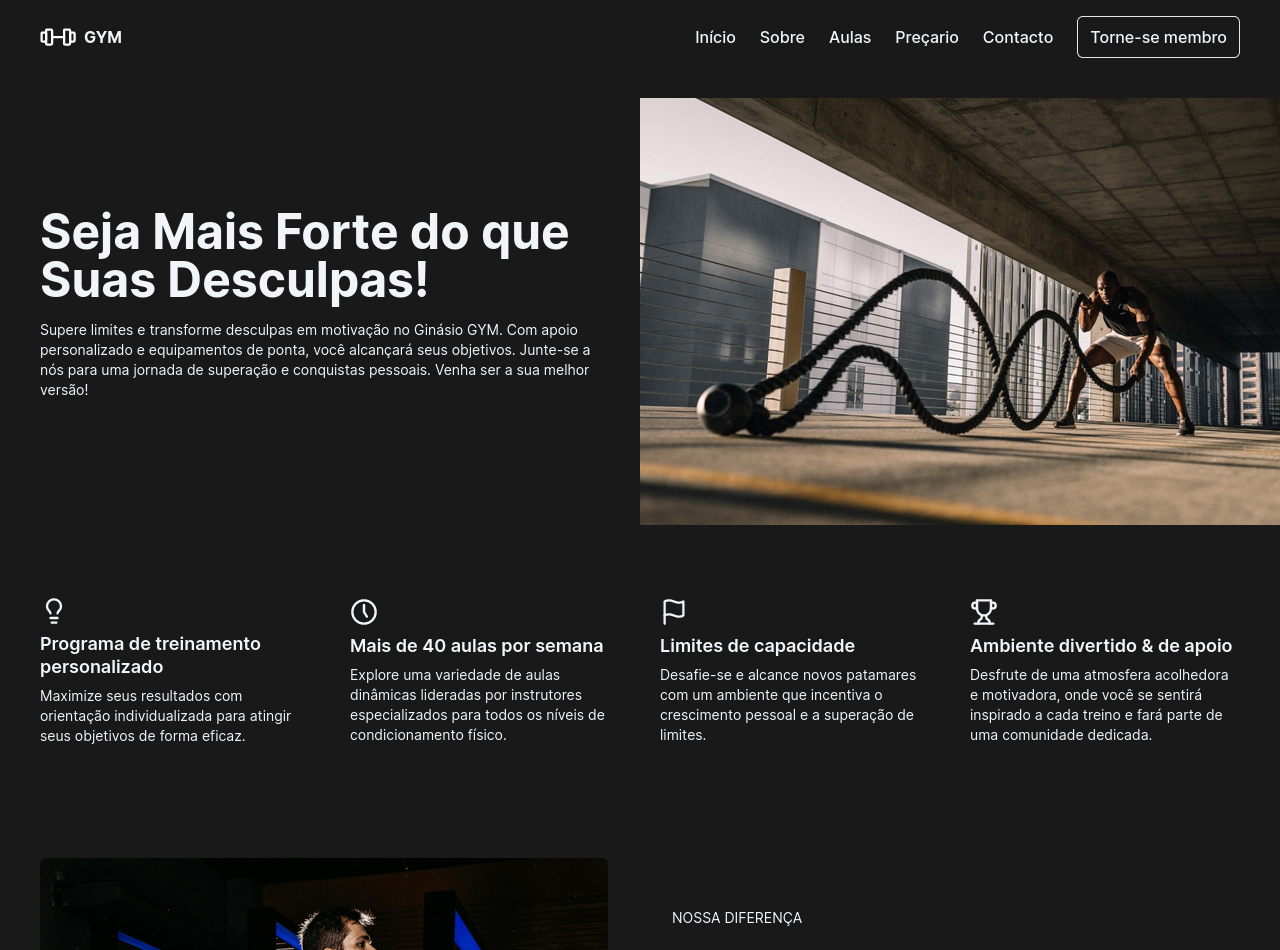 GYM
Início
Sobre
Aulas
Preçario
Contacto
Torne-se membro
Seja Mais Forte do que
Suas Desculpas!
Supere limites e transforme desculpas em motivação no Ginásio GYM. Com apoio
personalizado e equipamentos de ponta, você alcançará seus objetivos. Junte-se a
nós para uma jornada de superação e conquistas pessoais. Venha ser a sua melhor
versão!
Programa de treinamento
personalizado
Maximize seus resultados com
orientação individualizada para atingir
seus objetivos de forma eficaz.
Mais de 40 aulas por semana
Explore uma variedade de aulas
dinâmicas lideradas por instrutores
especializados para todos os níveis de
condicionamento físico.
Limites de capacidade
Desafie-se e alcance novos patamares
com um ambiente que incentiva o
crescimento pessoal e a superação de
limites.
Ambiente divertido & de apoio
Desfrute de uma atmosfera acolhedora
e motivadora, onde você se sentirá
inspirado a cada treino e fará parte de
uma comunidade dedicada.
NOSSA DIFERENÇA